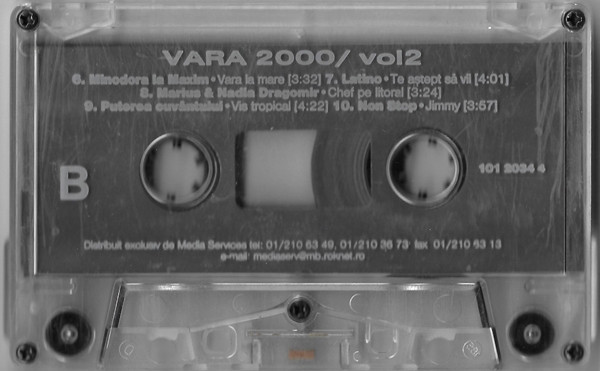 VARA 2000/ vol2
6. Minodora la Maxim • Vara la mare [3:32] 7. Latino • Te aştept să vii [4:01]
8. Marius & Nadia Dragomir • Chef pe litoral [3:24]
9. Puterea cuvântului • Vis tropical [4:22] 10. Non Stop • Jimmy [3:57]
B
101 2034 4
Distribuit exclusiv de Media Services tel: 01/210 63 49, 01/210 36 73 fax 01/210 63 13
e-mail: mediaserv@mb.roknet.ro